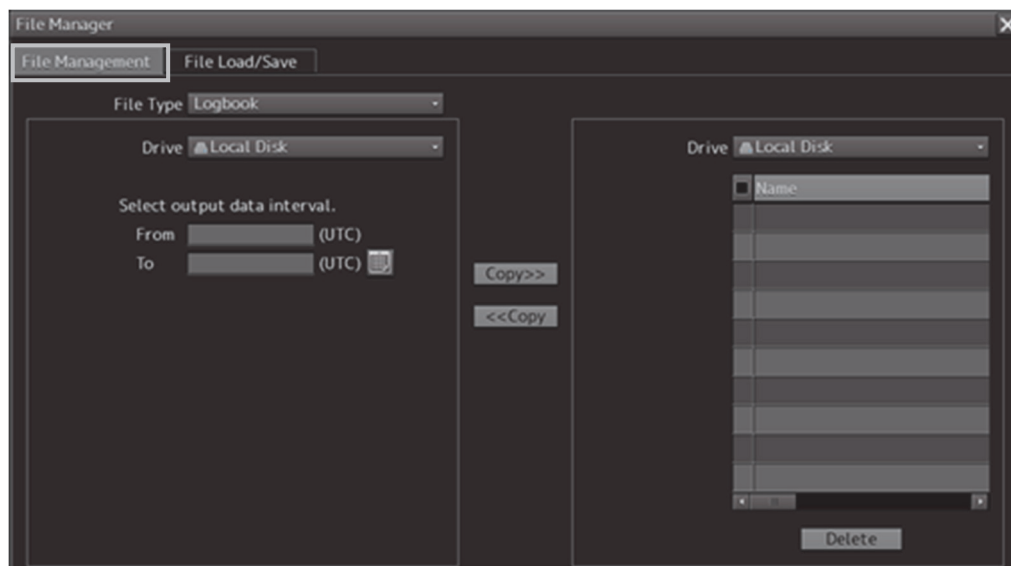 File Manager
File Management File Load/Save
File Type Logbook
Drive Local Disk
Select output data interval.
From (UTC)
To (UTC)
Copy>>
<<Copy
Drive Local Disk
Name
Delete